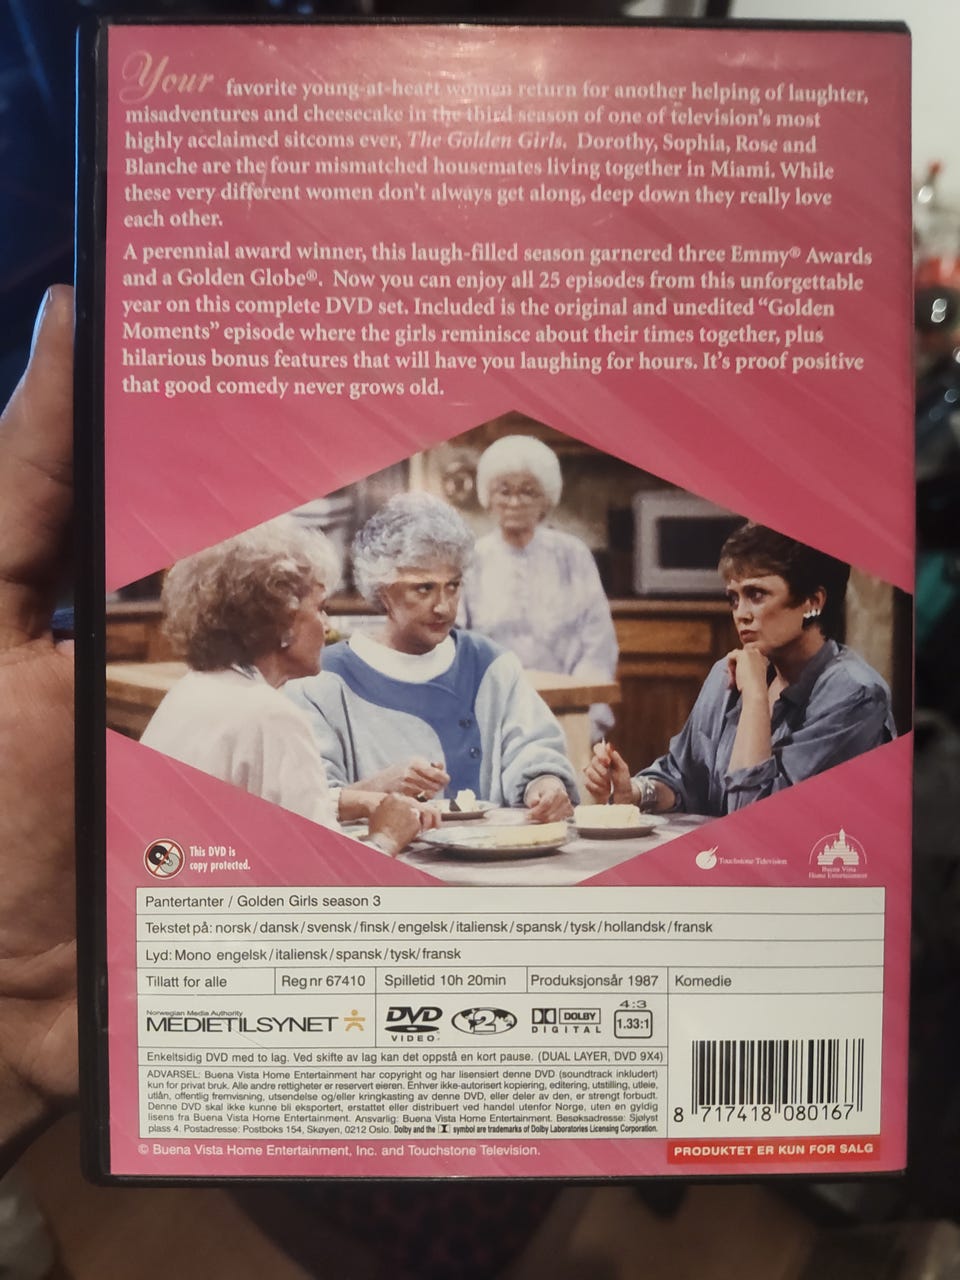 Your favorite young-at-heart women return for another helping of laughter,
misadventures and cheesecake in the third season of one of television's most
highly acclaimed sitcoms ever, The Golden Girls. Dorothy, Sophia, Rose and
Blanche are the four mismatched housemates living together in Miami. While
these very different women don't always get along, deep down they really love
each other.
A perennial award winner, this laugh-filled season garnered three Emmy® Awards
and a Golden Globe®. Now you can enjoy all 25 episodes from this unforgettable
year on this complete DVD set. Included is the original and unedited “Golden
Moments” episode where the girls reminisce about their times together, plus
hilarious bonus features that will have you laughing for hours. It's proof positive
that good comedy never grows old.
This DVD is
copy protected.
Touchstone Television
Buena Vista
Home Entertainment
Pantertanter / Golden Girls season 3
Tekstet på: norsk/dansk/svensk/finsk/engelsk/italiensk/spansk/tysk/hollandsk/fransk
Lyd: Mono engelsk/italiensk/spansk/tysk/fransk
Tillatt for alle Reg nr 67410 Spilletid 10h 20min Produksjonsår 1987 Komedie
Norwegian Media Authority
MEDIETILSYNET
DVD
VIDEO
2
DOLBY
DIGITAL
4:3
1.33:1
Enkeltsidig DVD med to lag. Ved skifte av lag kan det oppstå en kort pause. (DUAL LAYER, DVD 9X4)
ADVARSEL: Buena Vista Home Entertainment har copyright og har lisensiert denne DVD (soundtrack inkludert)
kun for privat bruk. Alle andre rettigheter er reservert eieren. Enhver ikke-autorisert kopiering, editering, utstilling, utleie,
utlån, offentlig fremvisning, utsendelse og/eller kringkasting av denne DVD, eller deler av den, er strengt forbudt.
Denne DVD skal ikke kunne bli eksportert, erstattet eller distribuert ved handel utenfor Norge, uten en gyldig
lisens fra Buena Vista Home Entertainment. Ansvarlig: Buena Vista Home Entertainment. Besøksadresse: Sjølyst
plass 4. Postadresse: Postboks 154, Skøyen, 0212 Oslo. Dolby and the symbol are trademarks of Dolby Laboratories Licensing Corporation.
8 717418 080167
© Buena Vista Home Entertainment, Inc. and Touchstone Television.
PRODUKTET ER KUN FOR SALG